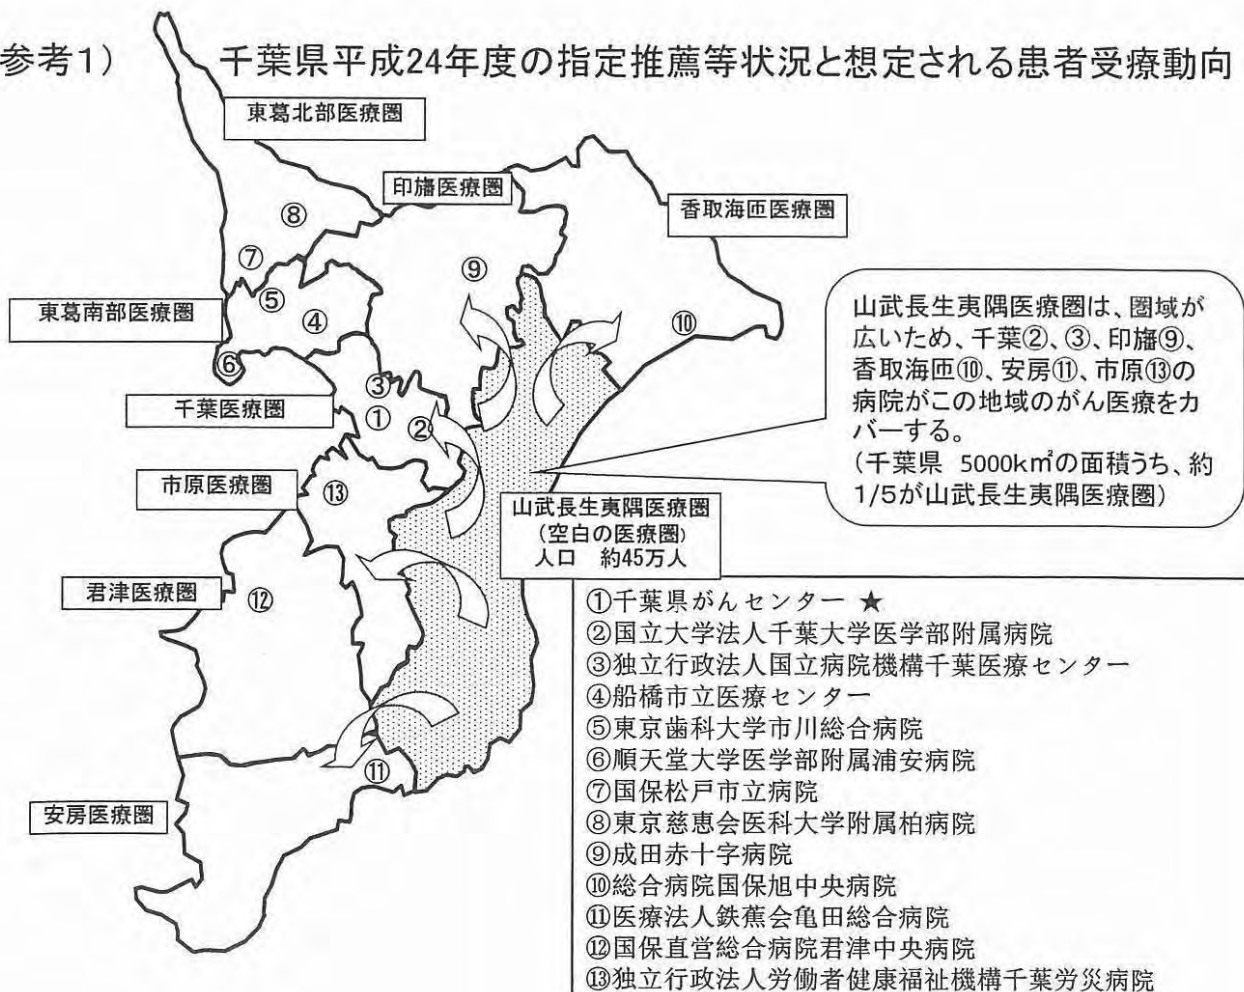 参考1)
千葉県平成24年度の指定推薦等状況と想定される患者受療動向
東葛北部医療圏
印旛医療圏
香取海匝医療圏
⑧
⑦
⑨
⑤
④
⑩
東葛南部医療圏
⑥
③
①
②
千葉医療圏
市原医療圏
⑬
山武長生夷隅医療圏は、圏域が
広いため、千葉②、③、印旛⑨、
香取海匝⑩、安房⑪、市原⑬の
病院がこの地域のがん医療をカ
バーする。
(千葉県 5000k㎡の面積うち、約
1/5が山武長生夷隅医療圏)
山武長生夷隅医療圏
(空白の医療圏)
人口 約45万人
君津医療圏
⑫
⑪
安房医療圏
①千葉県がんセンター ★
②国立大学法人千葉大学医学部附属病院
③独立行政法人国立病院機構千葉医療センター
④船橋市立医療センター
⑤東京歯科大学市川総合病院
⑥順天堂大学医学部附属浦安病院
⑦国保松戸市立病院
⑧東京慈恵会医科大学附属柏病院
⑨成田赤十字病院
⑩総合病院国保旭中央病院
⑪医療法人鉄蕉会亀田総合病院
⑫国保直営総合病院君津中央病院
⑬独立行政法人労働者健康福祉機構千葉労災病院